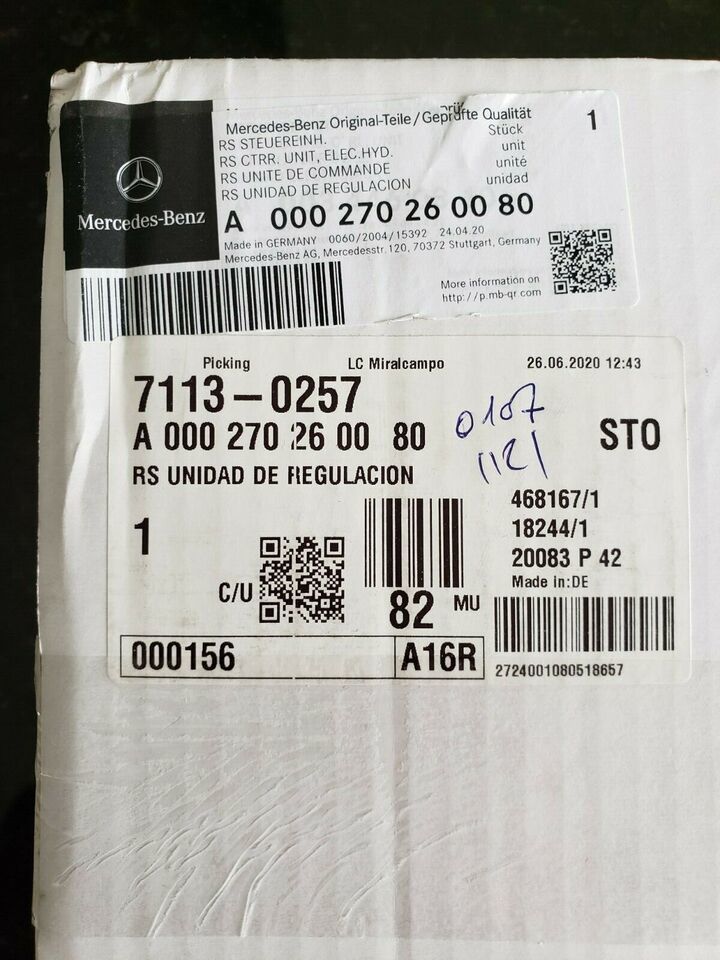 Mercedes-Benz Original-Teile/Geprüfte Qualität 1
RS STEUEREINH. Stück
RS CTRR. UNIT, ELEC.HYD. unit
RS UNITE DE COMMANDE unité
RS UNIDAD DE REGULACION unidad
Mercedes-Benz
A 000 270 26 00 80
Made in GERMANY 0060/2004/15392 24.04.20
Mercedes-Benz AG, Mercedesstr. 120, 70372 Stuttgart, Germany
More information on
http://p.mb-qr.com
Picking LC Miralcampo 26.06.2020 12:43
7113-0257
A 000 270 26 00 80 STO
0107
1121
RS UNIDAD DE REGULACION
468167/1
1
18244/1
20083 P 42
Made in:DE
C/U
82 MU
000156 A16R
2724001080518657